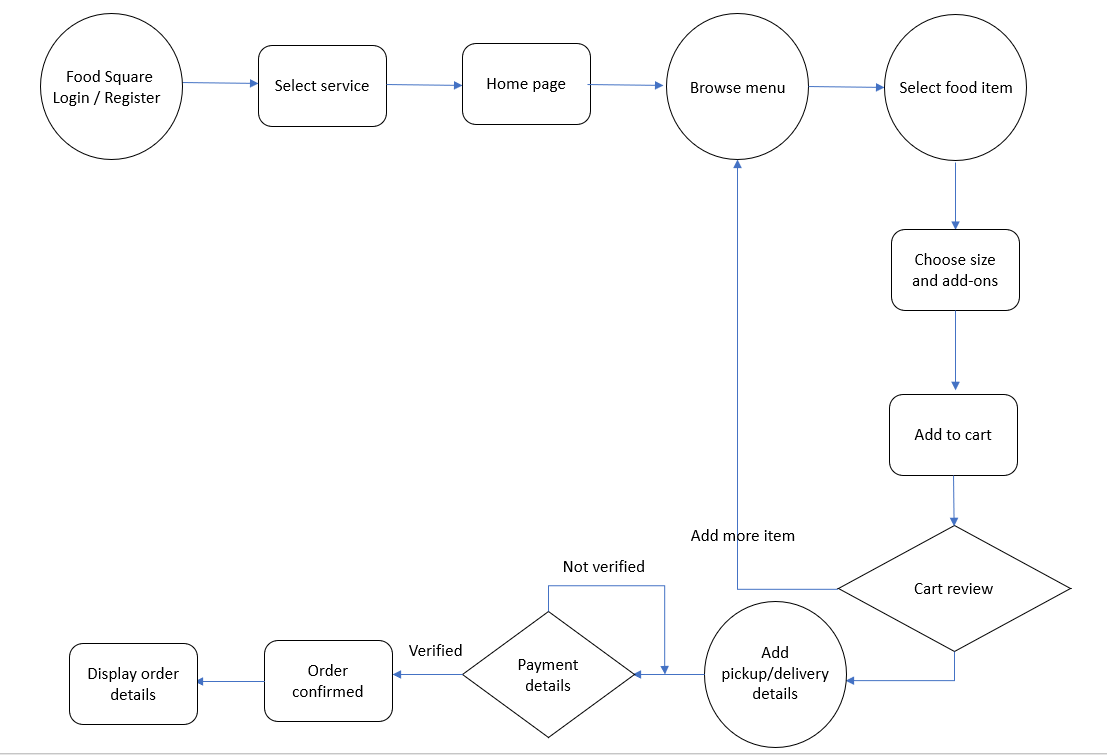 Food Square
Login / Register
Select service
Home page
Browse menu
Select food item
Choose size
and add-ons
Add to cart
Add more item
Cart review
Not verified
Add
pickup/delivery
details
Payment
details
Verified
Order
confirmed
Display order
details